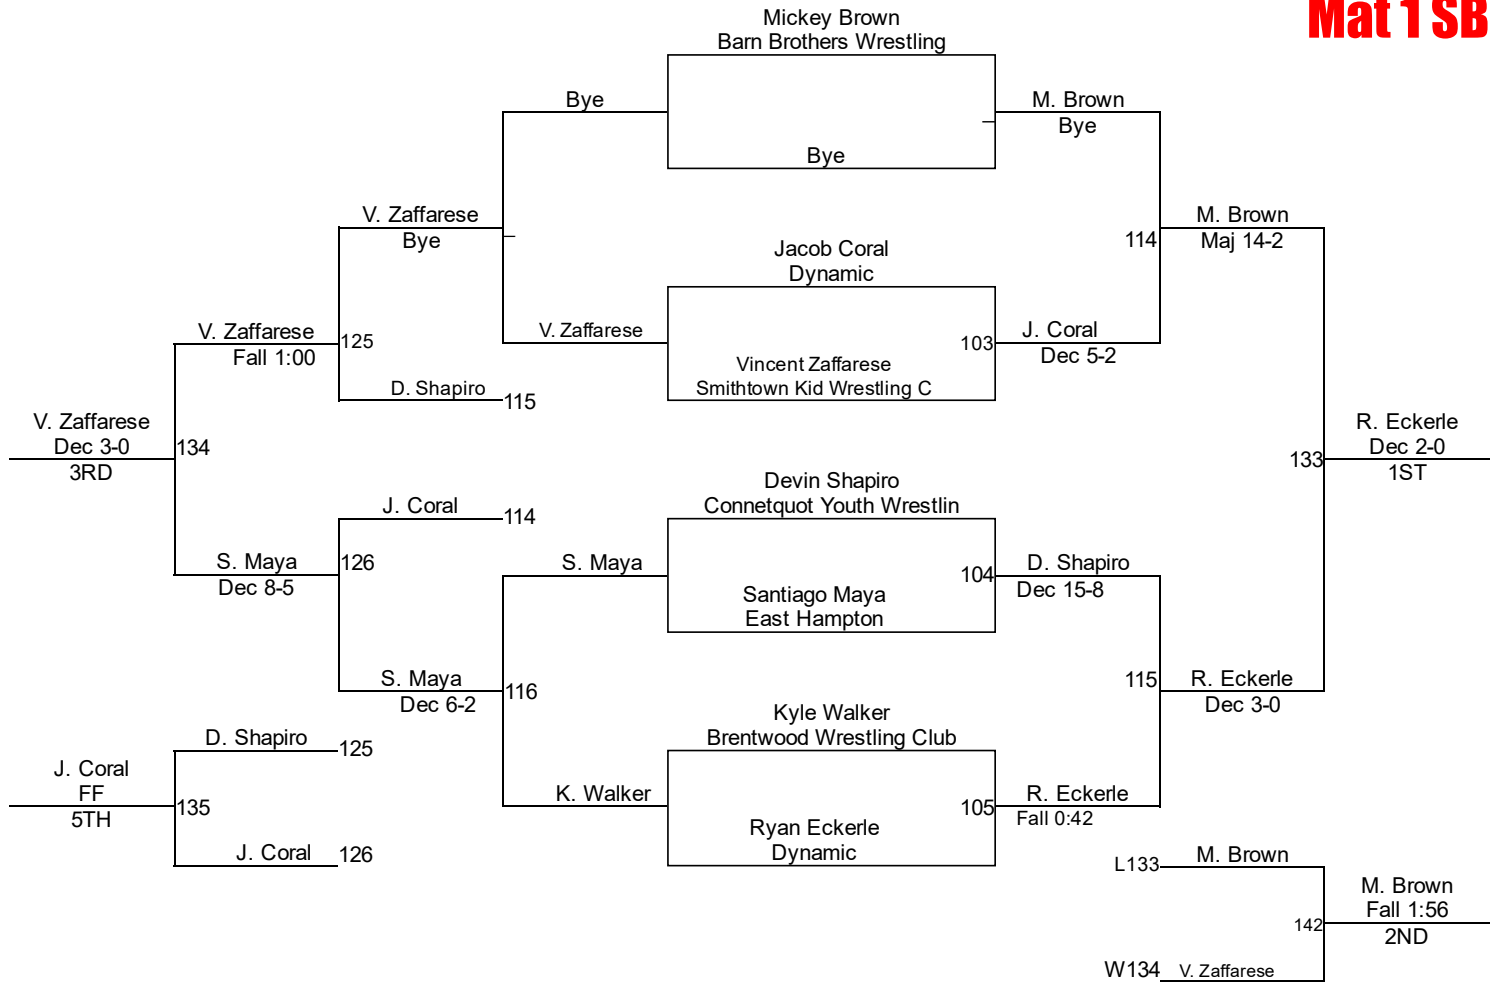 Mat 1 SB
Mickey Brown
Barn Brothers Wrestling
Bye
M. Brown
Bye
Bye
V. Zaffarese
Bye
M. Brown
Maj 14-2
114
Jacob Coral
Dynamic
V. Zaffarese
Fall 1:00
125
V. Zaffarese
103
J. Coral
Dec 5-2
Vincent Zaffarese
Smithtown Kid Wrestling C
D. Shapiro
115
V. Zaffarese
Dec 3-0
3RD
134
133
R. Eckerle
Dec 2-0
1ST
Devin Shapiro
Connetquot Youth Wrestlin
J. Coral
114
S. Maya
Dec 8-5
126
S. Maya
104
D. Shapiro
Dec 15-8
Santiago Maya
East Hampton
S. Maya
Dec 6-2
116
115
R. Eckerle
Dec 3-0
Kyle Walker
Brentwood Wrestling Club
D. Shapiro
125
J. Coral
FF
5TH
135
K. Walker
105
R. Eckerle
Fall 0:42
Ryan Eckerle
Dynamic
J. Coral
126
L133
M. Brown
M. Brown
Fall 1:56
2ND
142
W134
V. Zaffarese